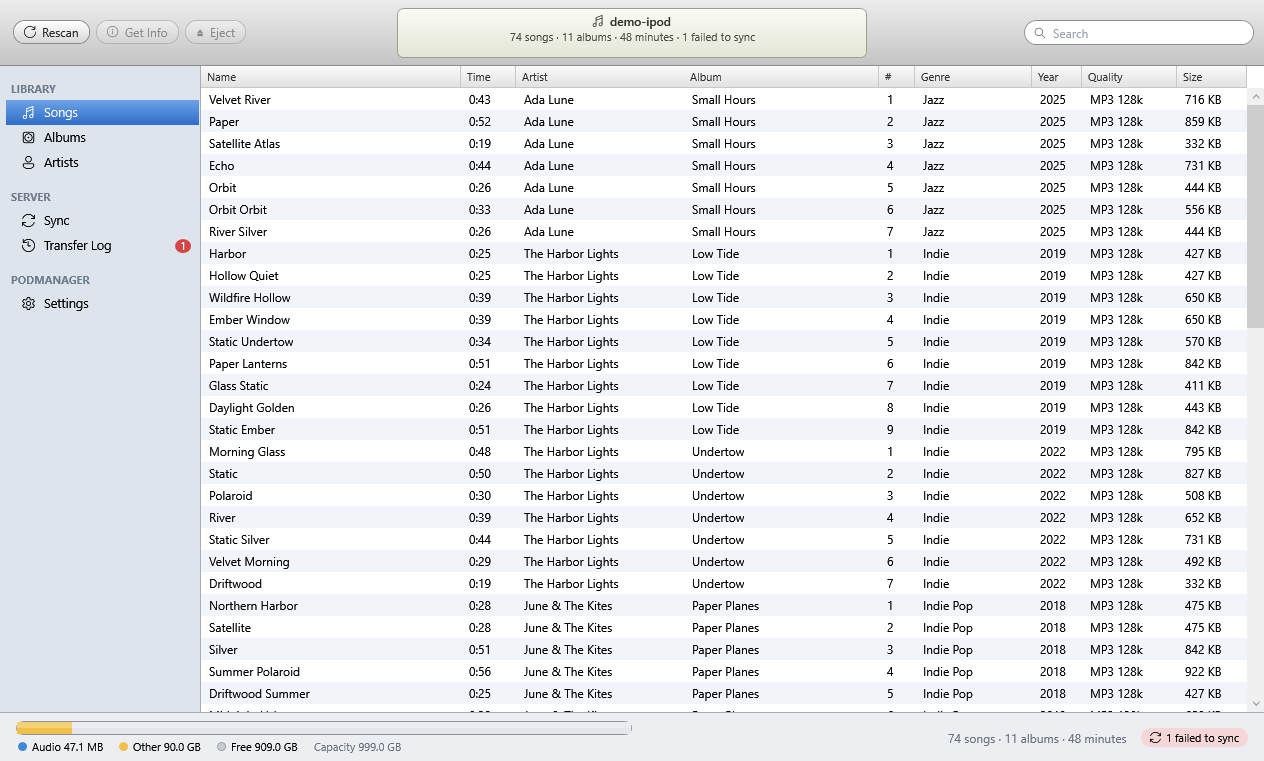 Rescan
Get Info
Eject
demo-ipod
74 songs · 11 albums · 48 minutes · 1 failed to sync
Search
LIBRARY
Songs
Albums
Artists
SERVER
Sync
Transfer Log 1
PODMANAGER
Settings
Name Time Artist Album # Genre Year Quality Size
Velvet River 0:43 Ada Lune Small Hours 1 Jazz 2025 MP3 128k 716 KB
Paper 0:52 Ada Lune Small Hours 2 Jazz 2025 MP3 128k 859 KB
Satellite Atlas 0:19 Ada Lune Small Hours 3 Jazz 2025 MP3 128k 332 KB
Echo 0:44 Ada Lune Small Hours 4 Jazz 2025 MP3 128k 731 KB
Orbit 0:26 Ada Lune Small Hours 5 Jazz 2025 MP3 128k 444 KB
Orbit Orbit 0:33 Ada Lune Small Hours 6 Jazz 2025 MP3 128k 556 KB
River Silver 0:26 Ada Lune Small Hours 7 Jazz 2025 MP3 128k 444 KB
Harbor 0:25 The Harbor Lights Low Tide 1 Indie 2019 MP3 128k 427 KB
Hollow Quiet 0:25 The Harbor Lights Low Tide 2 Indie 2019 MP3 128k 427 KB
Wildfire Hollow 0:39 The Harbor Lights Low Tide 3 Indie 2019 MP3 128k 650 KB
Ember Window 0:39 The Harbor Lights Low Tide 4 Indie 2019 MP3 128k 650 KB
Static Undertow 0:34 The Harbor Lights Low Tide 5 Indie 2019 MP3 128k 570 KB
Paper Lanterns 0:51 The Harbor Lights Low Tide 6 Indie 2019 MP3 128k 842 KB
Glass Static 0:24 The Harbor Lights Low Tide 7 Indie 2019 MP3 128k 411 KB
Daylight Golden 0:26 The Harbor Lights Low Tide 8 Indie 2019 MP3 128k 443 KB
Static Ember 0:51 The Harbor Lights Low Tide 9 Indie 2019 MP3 128k 842 KB
Morning Glass 0:48 The Harbor Lights Undertow 1 Indie 2022 MP3 128k 795 KB
Static 0:50 The Harbor Lights Undertow 2 Indie 2022 MP3 128k 827 KB
Polaroid 0:30 The Harbor Lights Undertow 3 Indie 2022 MP3 128k 508 KB
River 0:39 The Harbor Lights Undertow 4 Indie 2022 MP3 128k 652 KB
Static Silver 0:44 The Harbor Lights Undertow 5 Indie 2022 MP3 128k 731 KB
Velvet Morning 0:29 The Harbor Lights Undertow 6 Indie 2022 MP3 128k 492 KB
Driftwood 0:19 The Harbor Lights Undertow 7 Indie 2022 MP3 128k 332 KB
Northern Harbor 0:28 June & The Kites Paper Planes 1 Indie Pop 2018 MP3 128k 475 KB
Satellite 0:28 June & The Kites Paper Planes 2 Indie Pop 2018 MP3 128k 475 KB
Silver 0:51 June & The Kites Paper Planes 3 Indie Pop 2018 MP3 128k 842 KB
Summer Polaroid 0:56 June & The Kites Paper Planes 4 Indie Pop 2018 MP3 128k 922 KB
Driftwood Summer 0:25 June & The Kites Paper Planes 5 Indie Pop 2018 MP3 128k 427 KB
Audio 47.1 MB Other 90.0 GB Free 909.0 GB Capacity 999.0 GB
74 songs · 11 albums · 48 minutes
1 failed to sync